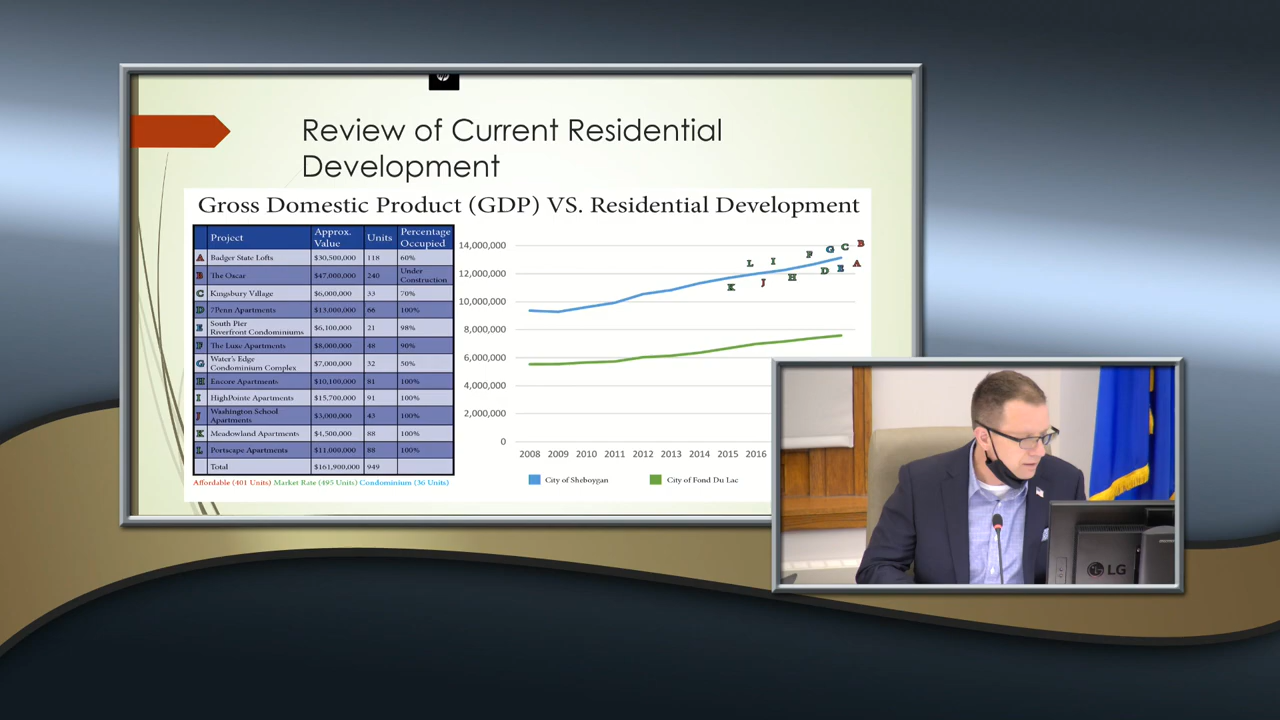 Review of Current Residential
Development
Gross Domestic Product (GDP) VS. Residential Development
Project Approx. Value Units Percentage Occupied
A Badger State Lofts $30,500,000 118 60%
B The Oscar $47,000,000 240 Under Construction
C Kingsbury Village $6,000,000 33 70%
D 7Penn Apartments $13,000,000 66 100%
E South Pier Riverfront Condominiums $6,100,000 21 98%
F The Luxe Apartments $8,000,000 48 90%
G Water's Edge Condominium Complex $7,000,000 32 50%
H Encore Apartments $10,100,000 81 100%
I HighPointe Apartments $15,700,000 91 100%
J Washington School Apartments $3,000,000 43 100%
K Meadowland Apartments $4,500,000 88 100%
L Portscape Apartments $11,000,000 88 100%
Total $161,900,000 949
Affordable (401 Units) Market Rate (495 Units) Condominium (36 Units)
14,000,000
12,000,000
10,000,000
8,000,000
6,000,000
4,000,000
2,000,000
0
K L J I H F D G E C A B
2008 2009 2010 2011 2012 2013 2014 2015 2016
City of Sheboygan City of Fond Du Lac
LG